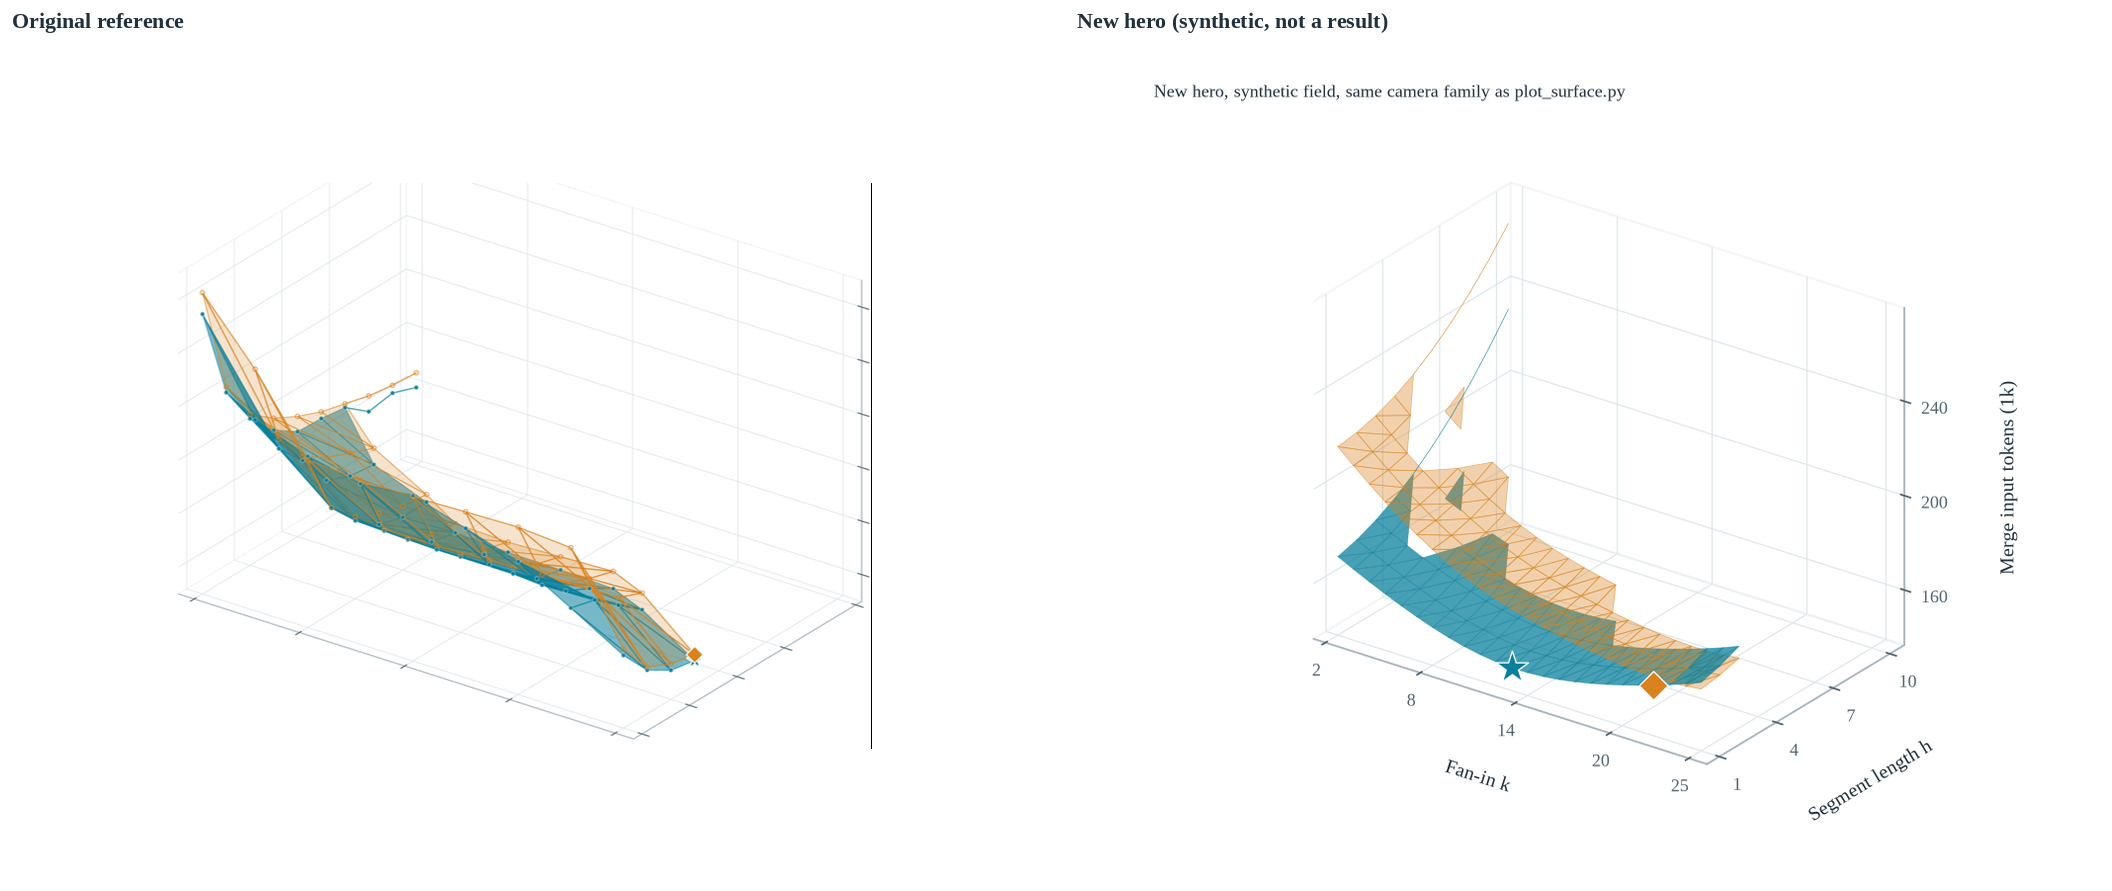 Original reference
New hero (synthetic, not a result)
New hero, synthetic field, same camera family as plot_surface.py
240
200
160
Merge input tokens (1k)
2
8
14
20
25
1
4
7
10
Fan-in k
Segment length h